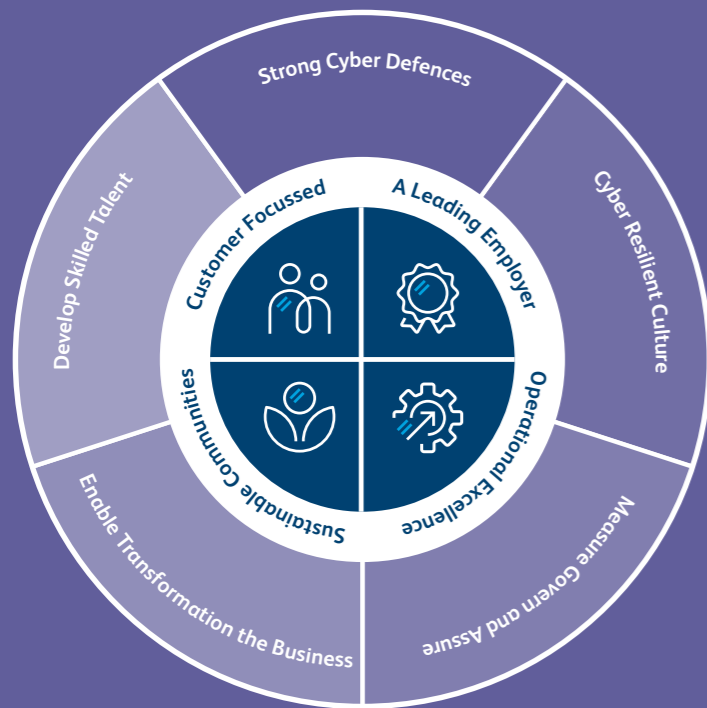 Strong Cyber Defences
Cyber Resilient Culture
Measure Govern and Assure
Enable Transformation the Business
Develop Skilled Talent
Customer Focussed
A Leading Employer
Operational Excellence
Sustainable Communities